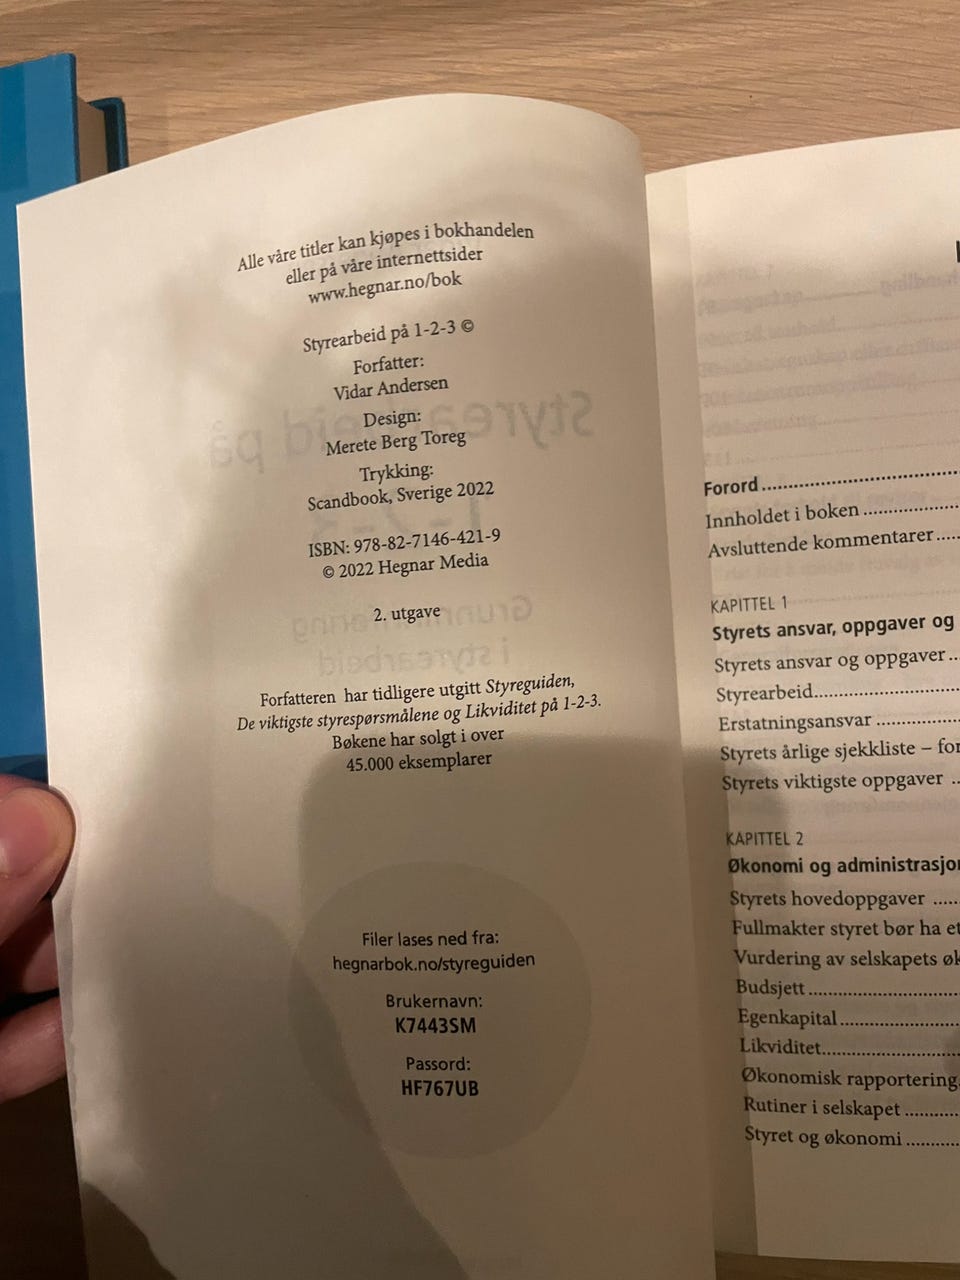 Alle våre titler kan kjøpes i bokhandelen
eller på våre internettsider
www.hegnar.no/bok
Styrearbeid på 1-2-3 ©
Forfatter:
Vidar Andersen
Design:
Merete Berg Toreg
Trykking:
Scandbook, Sverige 2022
ISBN: 978-82-7146-421-9
© 2022 Hegnar Media
2. utgave
Forfatteren har tidligere utgitt Styreguiden,
De viktigste styrespørsmålene og Likviditet på 1-2-3.
Bøkene har solgt i over
45.000 eksemplarer
Filer lases ned fra:
hegnarbok.no/styreguiden
Brukernavn:
K7443SM
Passord:
HF767UB
Forord
Innholdet i boken
Avsluttende kommentarer
KAPITTEL 1
Styrets ansvar, oppgaver og
Styrets ansvar og oppgaver
Styrearbeid
Erstatningsansvar
Styrets årlige sjekkliste – for
Styrets viktigste oppgaver
KAPITTEL 2
Økonomi og administrasjo
Styrets hovedoppgaver
Fullmakter styret bør ha et
Vurdering av selskapets øk
Budsjett
Egenkapital
Likviditet
Økonomisk rapportering
Rutiner i selskapet
Styret og økonomi